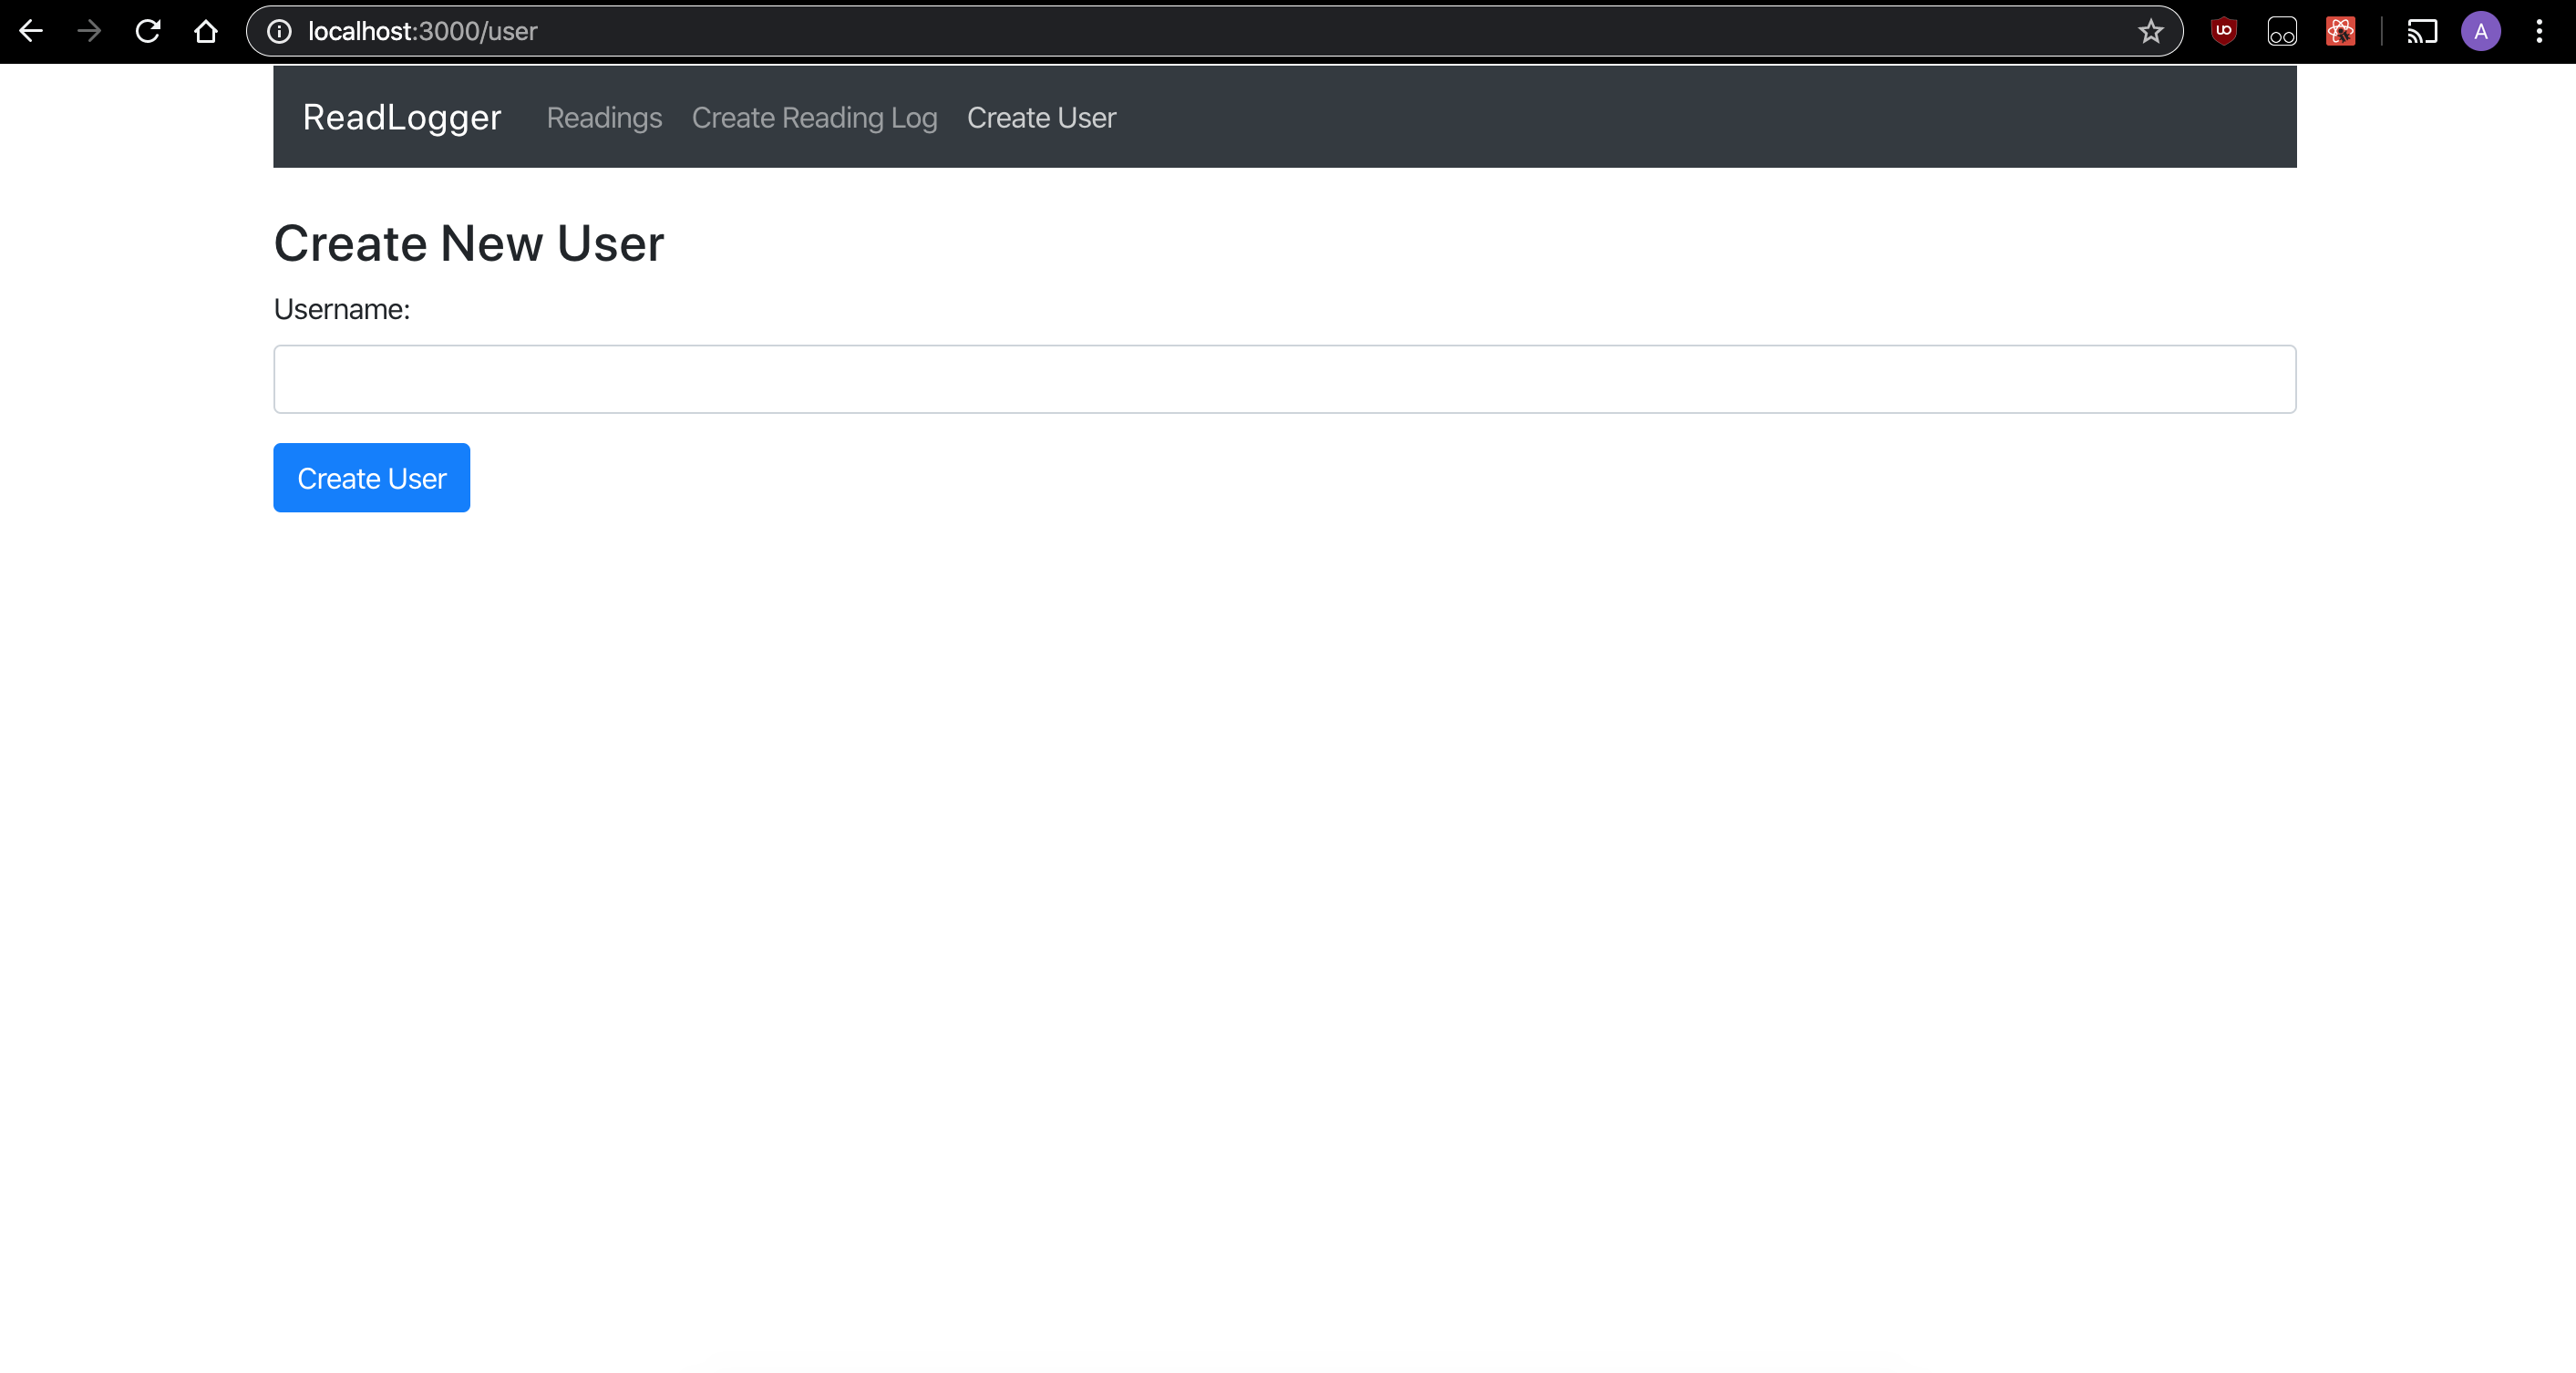 localhost:3000/user
A
ReadLogger Readings Create Reading Log Create User
Create New User
Username:
Create User